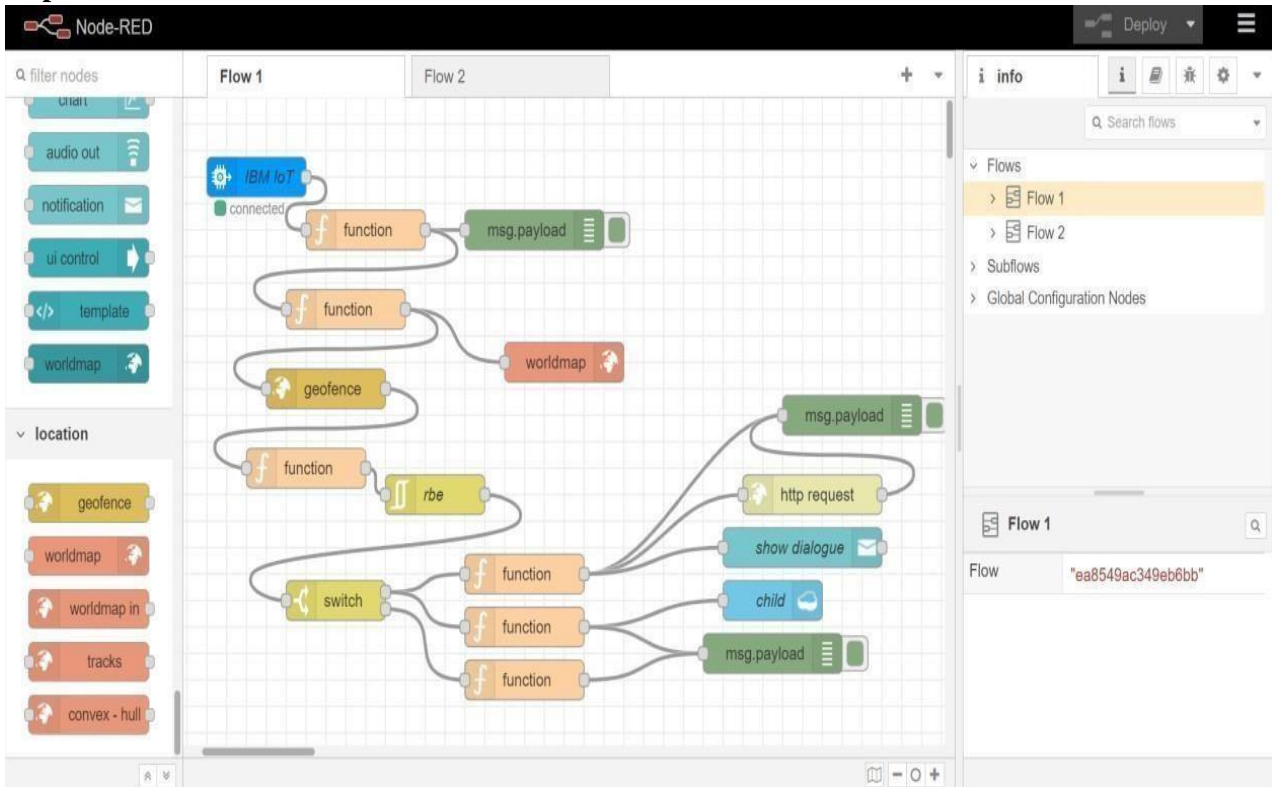 Node-RED
Deploy
filter nodes
Flow 1
Flow 2
i info
i
Search flows
chart
audio out
notification
ui control
</> template
worldmap
location
geofence
worldmap
worldmap in
tracks
convex - hull
IBM IoT
connected
f function
msg.payload
f function
worldmap
geofence
msg.payload
f function
rbe
http request
show dialogue
f function
switch
child
f function
msg.payload
f function
Flows
Flow 1
Flow 2
Subflows
Global Configuration Nodes
Flow 1
Flow "ea8549ac349eb6bb"